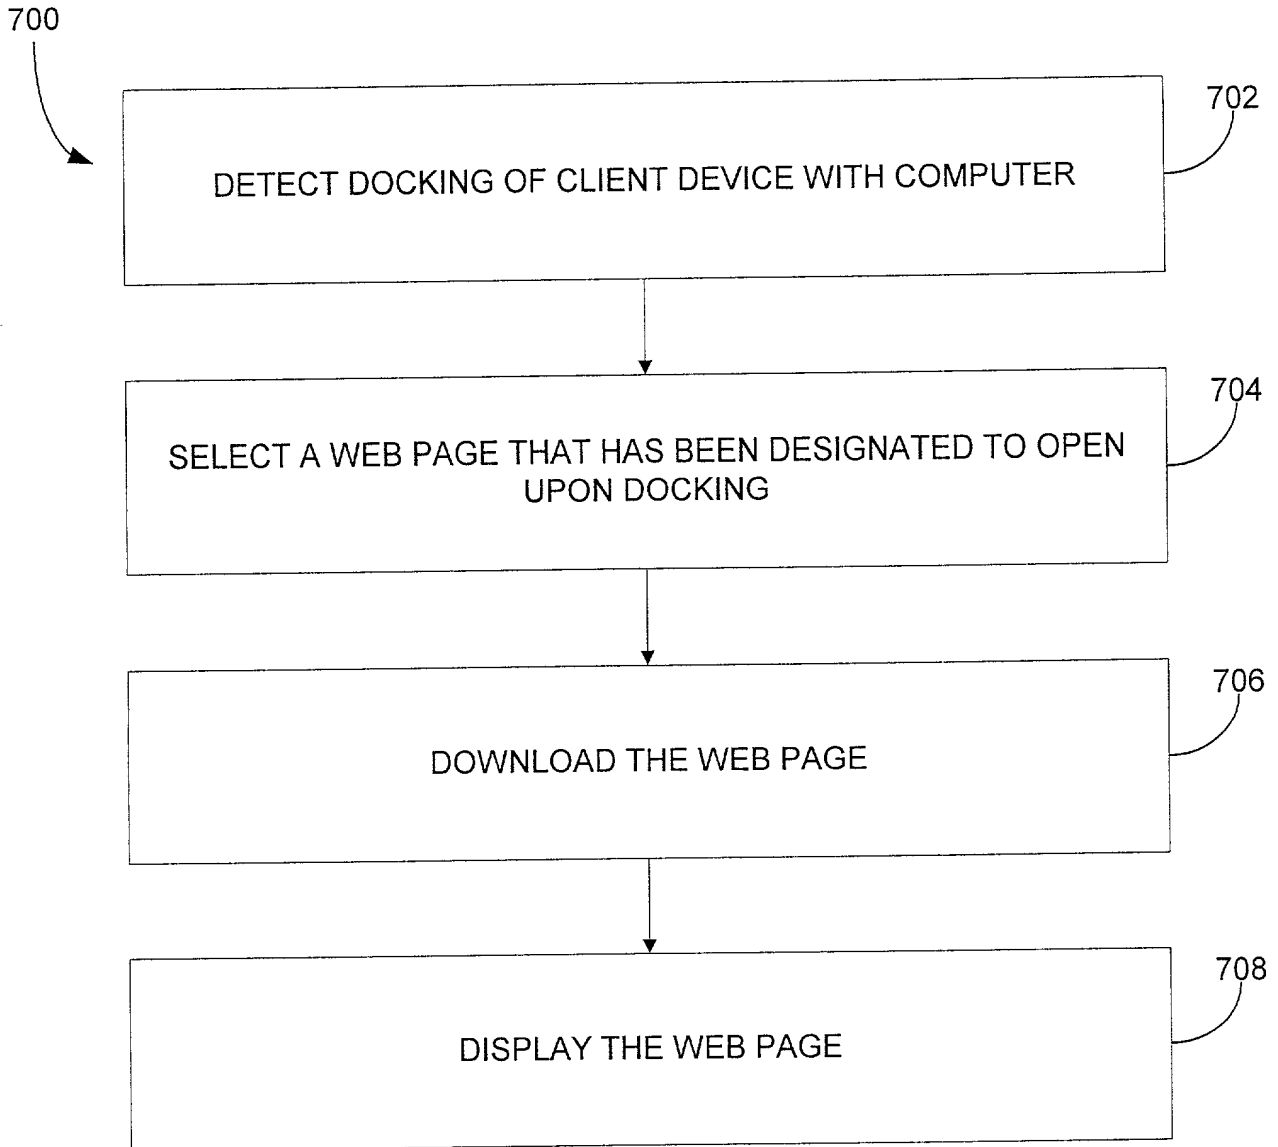 700
702
DETECT DOCKING OF CLIENT DEVICE WITH COMPUTER
704
SELECT A WEB PAGE THAT HAS BEEN DESIGNATED TO OPEN
UPON DOCKING
706
DOWNLOAD THE WEB PAGE
708
DISPLAY THE WEB PAGE